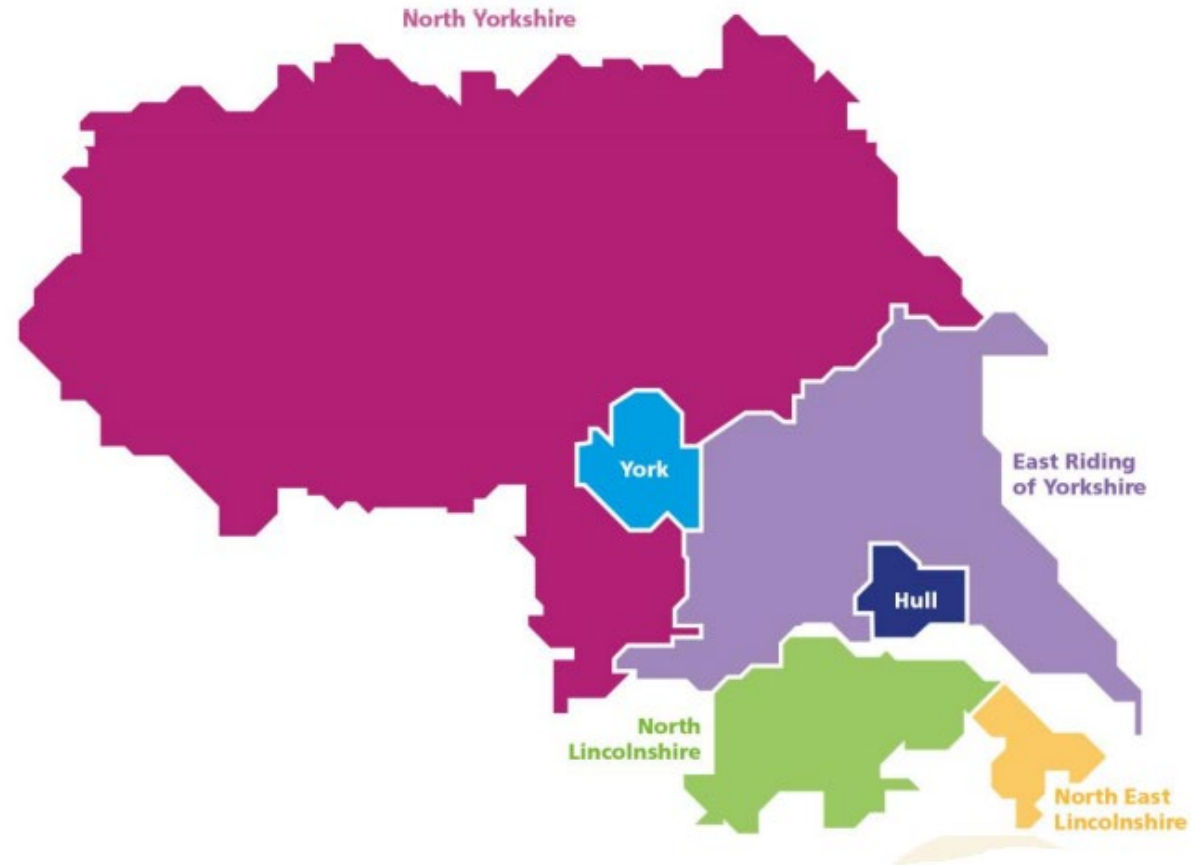 North Yorkshire
York
East Riding
of Yorkshire
Hull
North
Lincolnshire
North East
Lincolnshire